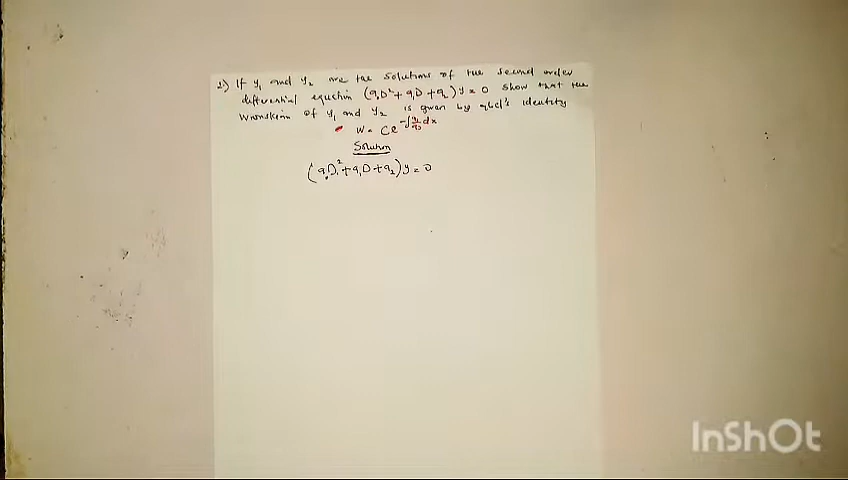 2) If y₁ and y₂ are the solutions of the second order
differential equation (a₀D² + a₁D + a₂) y = 0 show that the
Wronskian of y₁ and y₂ is given by abel's identity
W = Ce^{-∫a₁/a₀ dx}
Solution
(a₀D² + a₁D + a₂) y = 0
InShOt